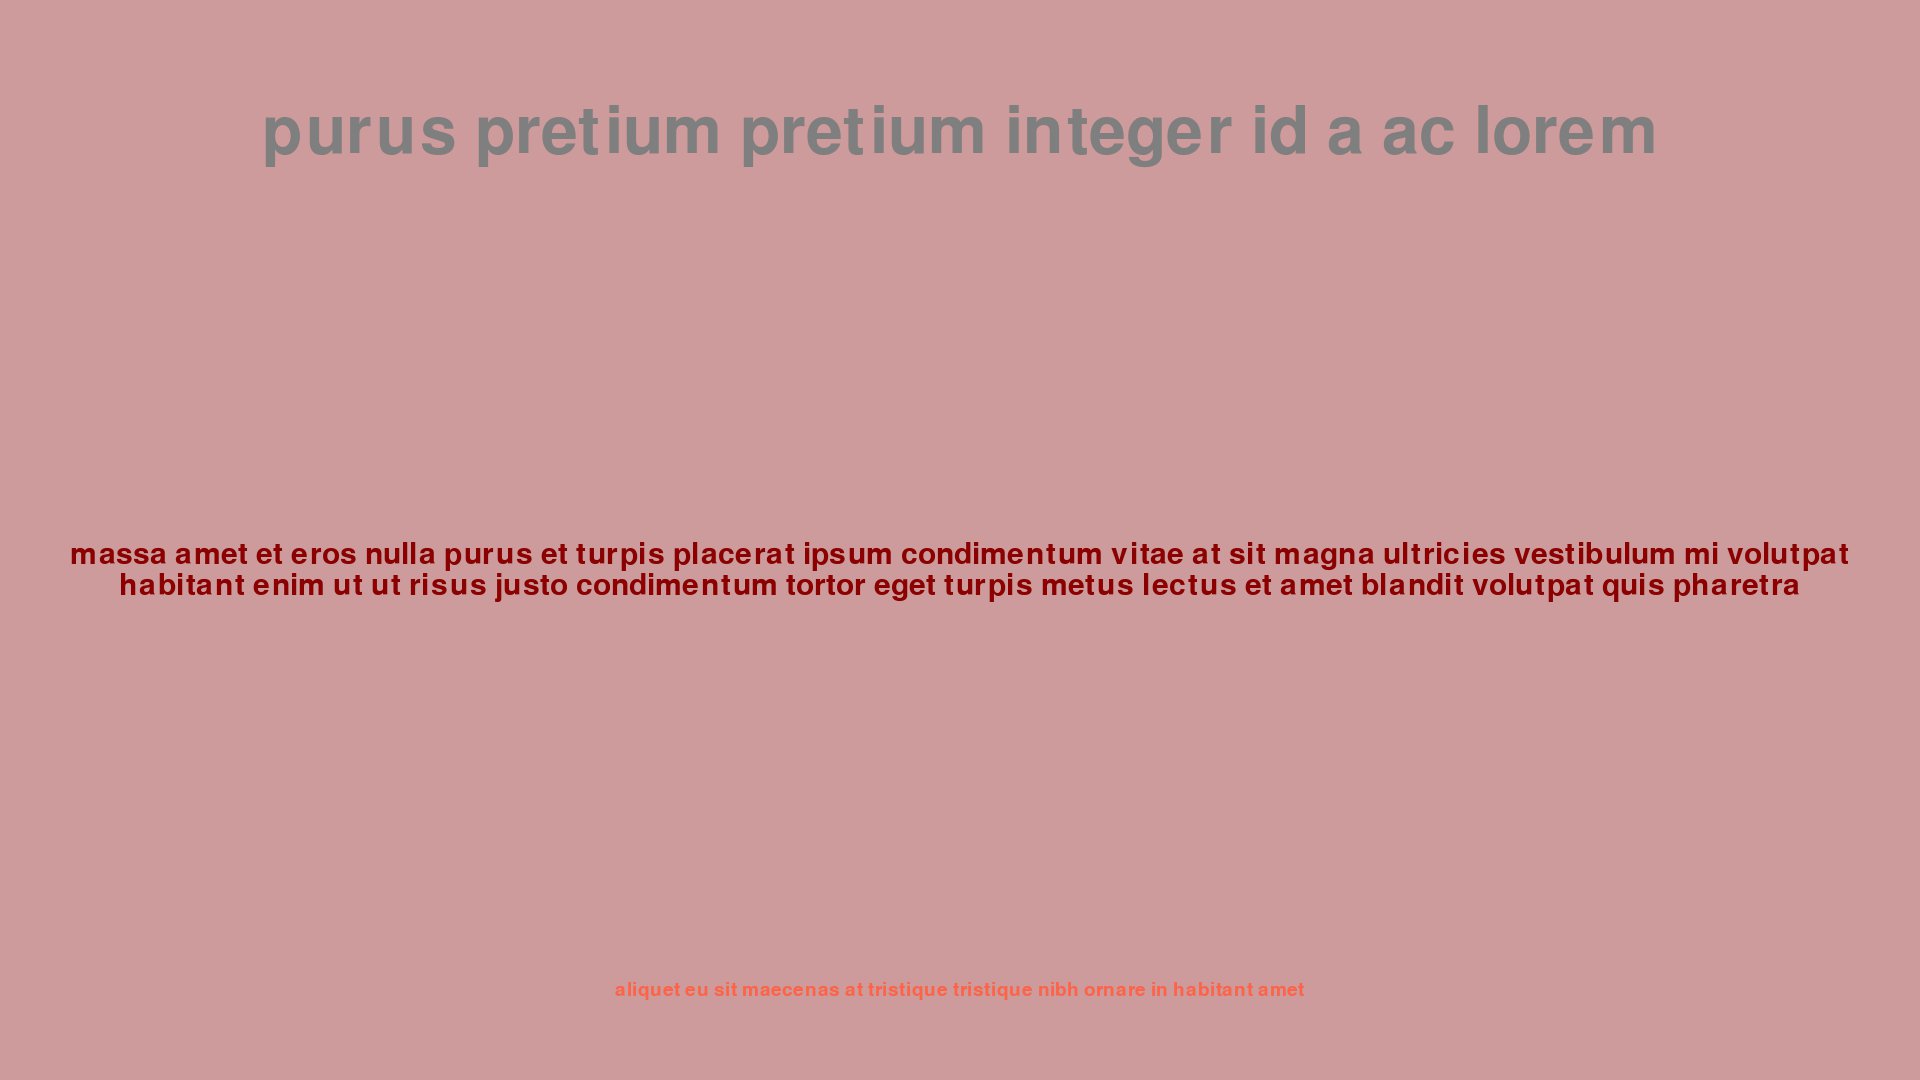 purus pretium pretium integer id a ac lorem
massa amet et eros nulla purus et turpis placerat ipsum condimentum vitae at sit magna ultricies vestibulum mi volutpat
habitant enim ut ut risus justo condimentum tortor eget turpis metus lectus et amet blandit volutpat quis pharetra
aliquet eu sit maecenas at tristique tristique nibh ornare in habitant amet